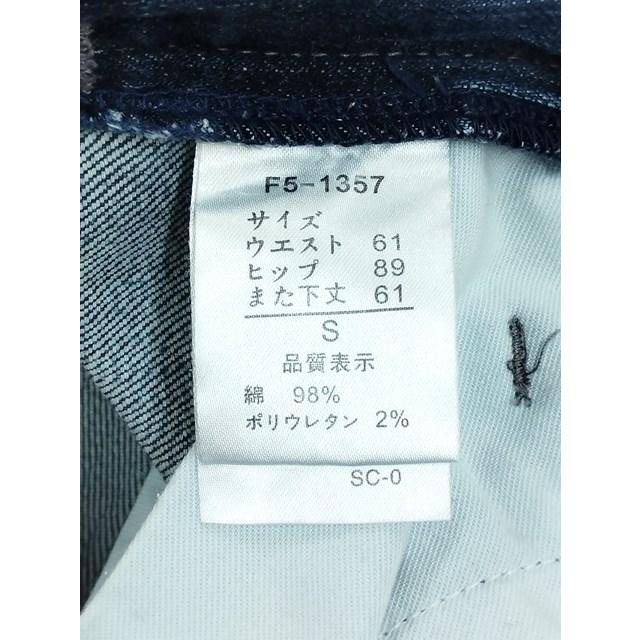 F5-1357
サイズ
ウエスト 61
ヒップ 89
また下丈 61
S
品質表示
綿 98%
ポリウレタン 2%
SC-0